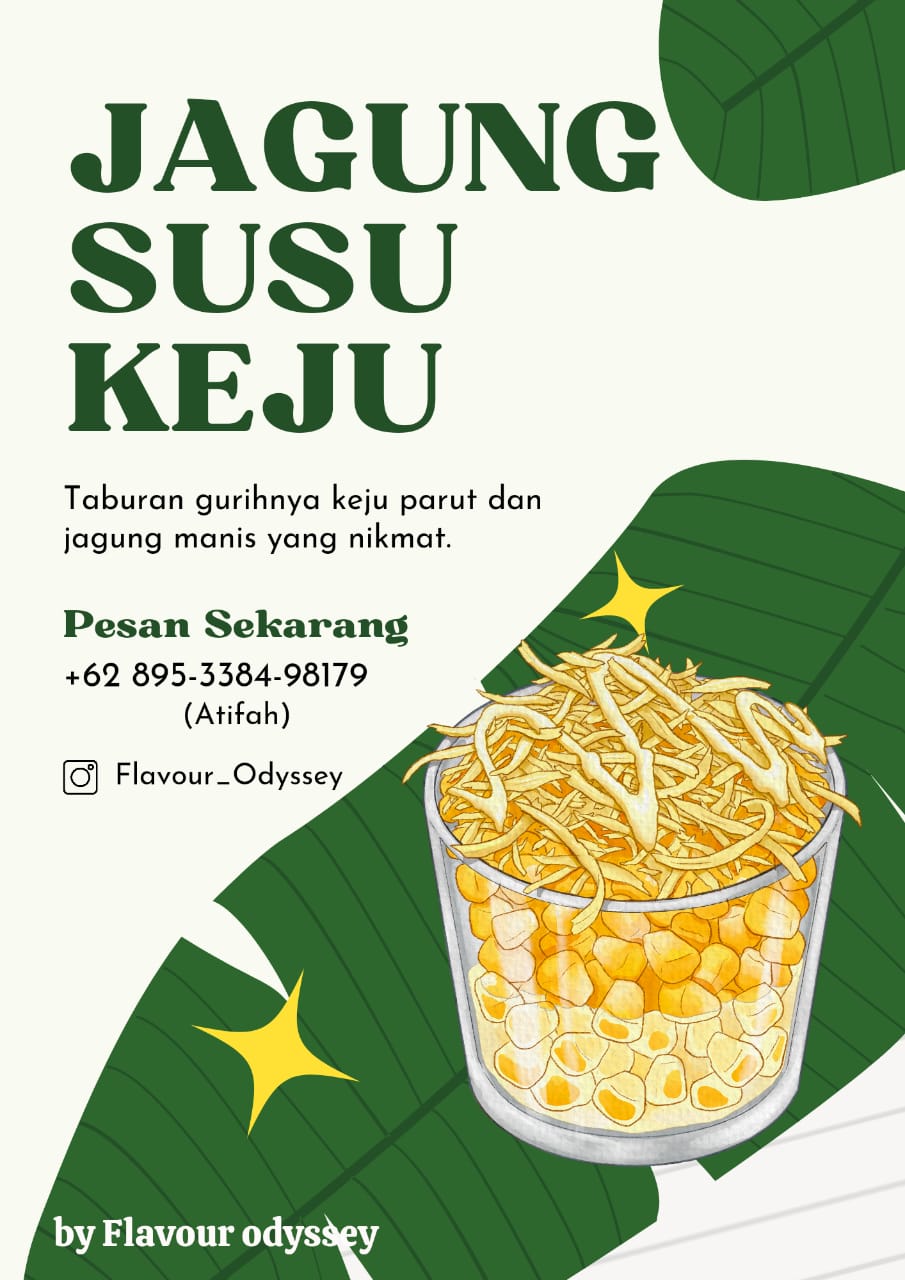 JAGUNG
SUSU
KEJU
Taburan gurihnya keju parut dan
jagung manis yang nikmat.
Pesan Sekarang
+62 895-3384-98179
(Atifah)
Flavour_Odyssey
by Flavour odyssey